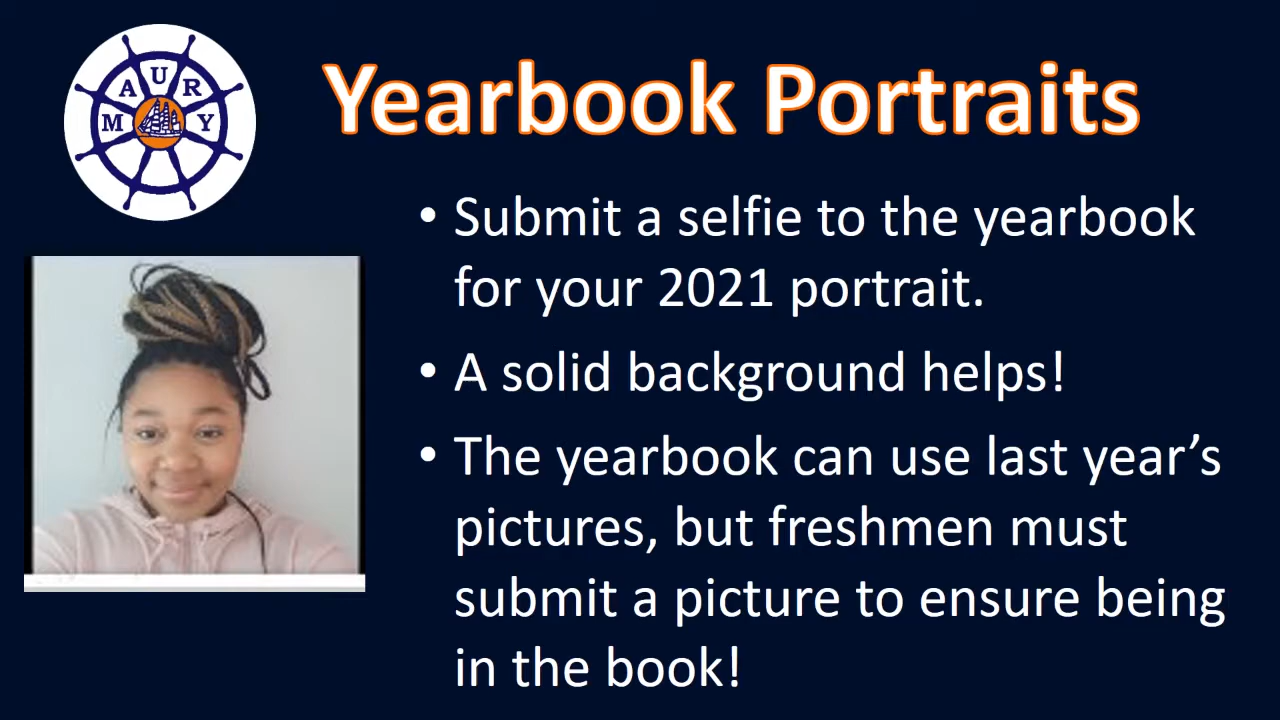 MAURY
Yearbook Portraits
• Submit a selfie to the yearbook
for your 2021 portrait.
• A solid background helps!
• The yearbook can use last year’s
pictures, but freshmen must
submit a picture to ensure being
in the book!